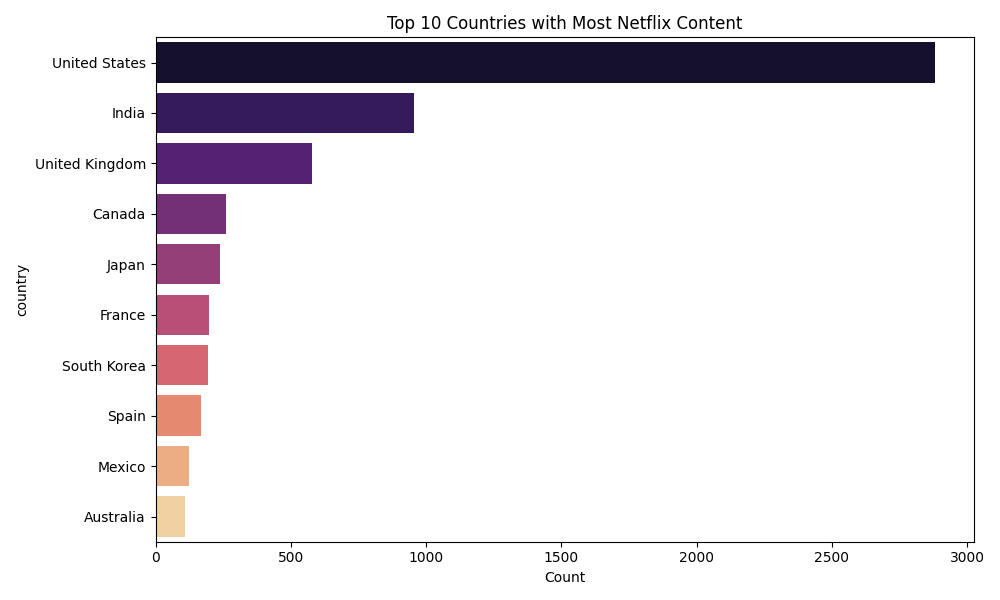 Top 10 Countries with Most Netflix Content
country
United States
India
United Kingdom
Canada
Japan
France
South Korea
Spain
Mexico
Australia
0 500 1000 1500 2000 2500 3000
Count